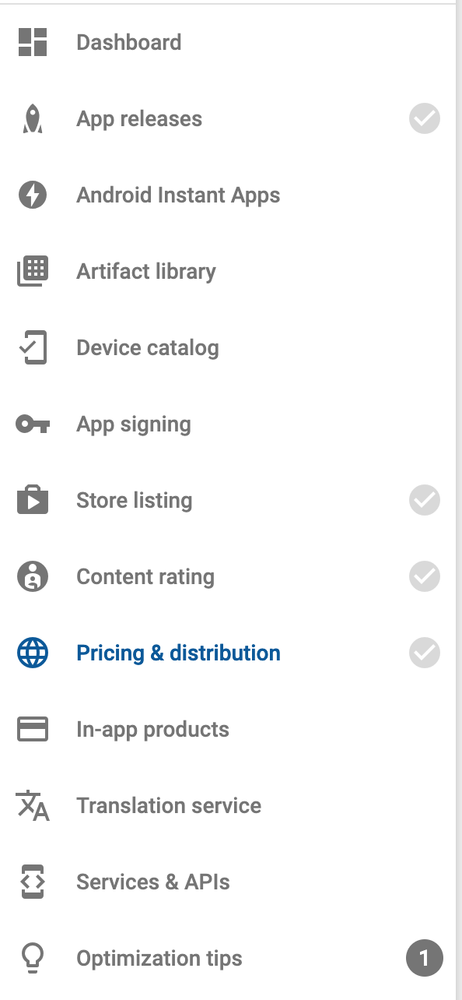 Dashboard
App releases
Android Instant Apps
Artifact library
Device catalog
App signing
Store listing
Content rating
Pricing & distribution
In-app products
Translation service
Services & APIs
Optimization tips 1